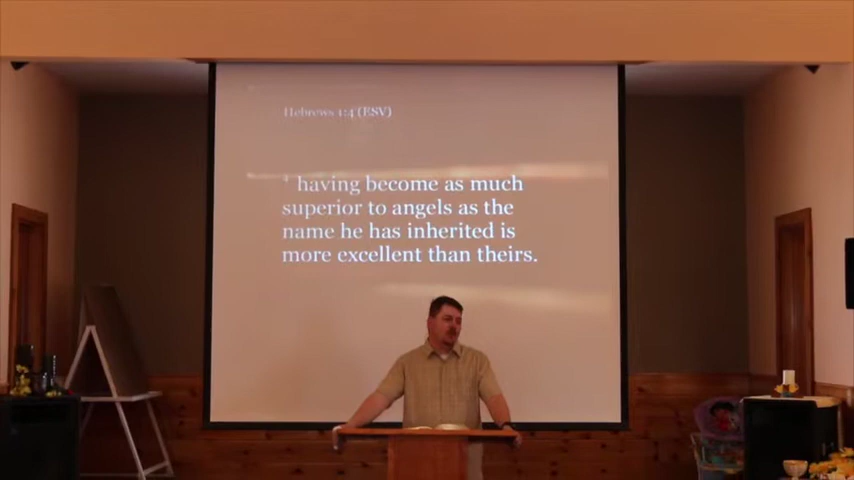 Hebrews 1:4 (ESV)
4 having become as much
superior to angels as the
name he has inherited is
more excellent than theirs.